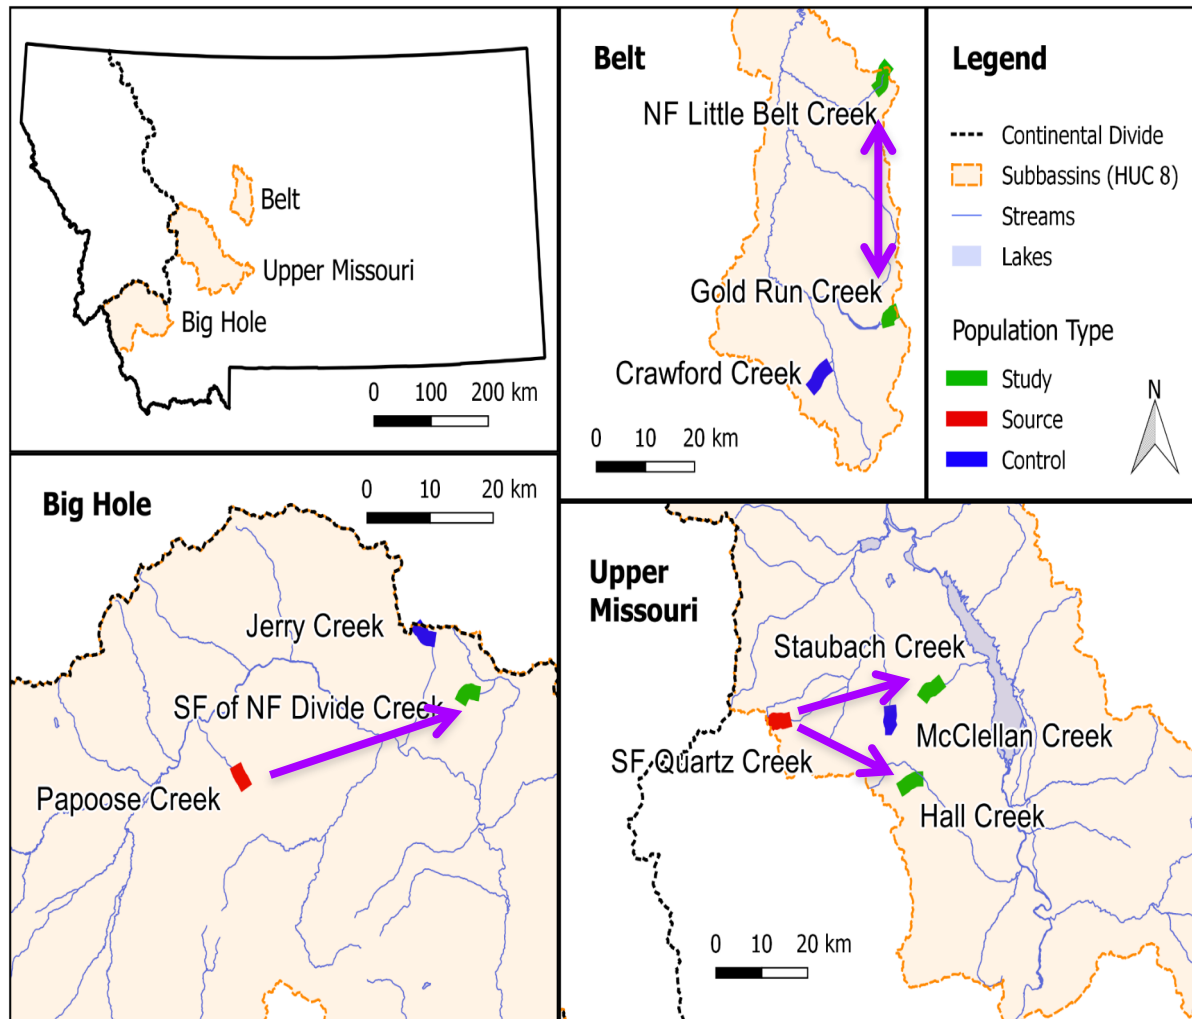 Belt
Upper Missouri
Big Hole
0 100 200 km
Belt
NF Little Belt Creek
Gold Run Creek
Crawford Creek
0 10 20 km
Legend
Continental Divide
Subbassins (HUC 8)
Streams
Lakes
Population Type
Study
Source
Control
N
Big Hole
0 10 20 km
Jerry Creek
SF of NF Divide Creek
Papoose Creek
Upper
Missouri
Staubach Creek
McClellan Creek
SF Quartz Creek
Hall Creek
0 10 20 km